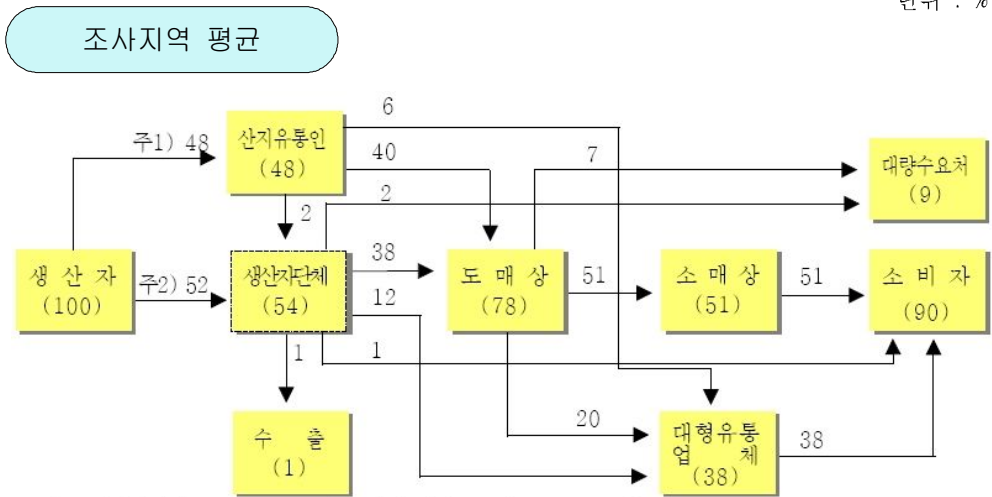 단위 : %
조사지역 평균
6
주1) 48
산지유통인
(48)
40
7
대량수요처
(9)
2
2
생 산 자
(100)
주2) 52
생산자단체
(54)
38
12
도 매 상
(78)
51
소 매 상
(51)
51
소 비 자
(90)
1
1
수 출
(1)
20
대형유통
업 체
(38)
38